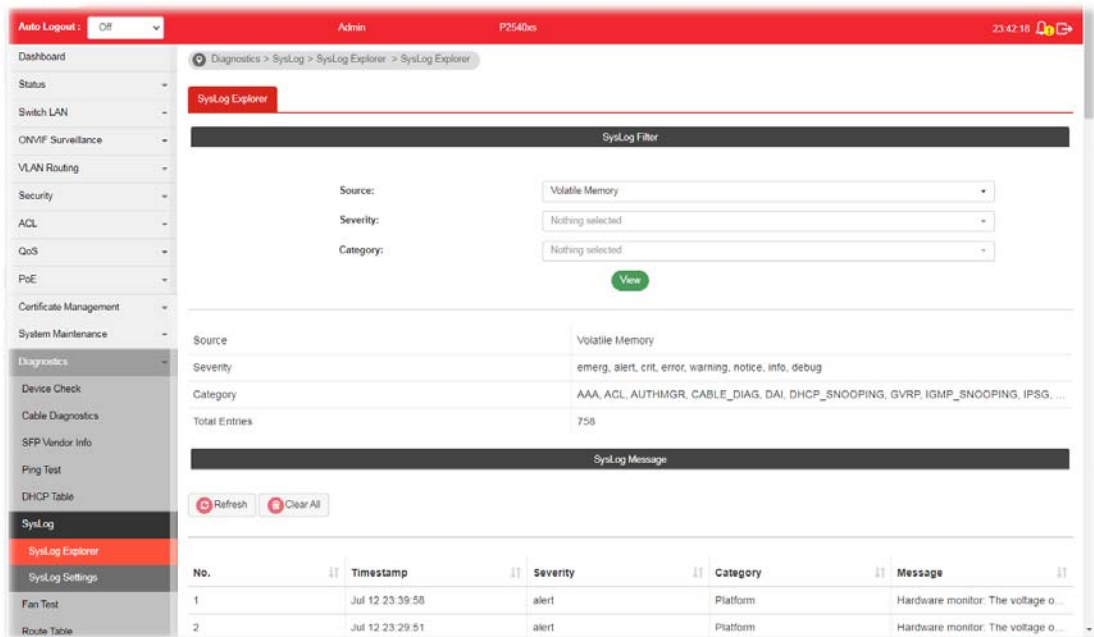 Auto Logout : Off Admin P2540xs 23:42:18
Dashboard
Status
Switch LAN
ONVIF Surveillance
VLAN Routing
Security
ACL
QoS
PoE
Certificate Management
System Maintenance
Diagnostics
Device Check
Cable Diagnostics
SFP Vendor Info
Ping Test
DHCP Table
SysLog
SysLog Explorer
SysLog Settings
Fan Test
Route Table
Diagnostics > SysLog > SysLog Explorer > SysLog Explorer
SysLog Explorer
SysLog Filter
Source: Volatile Memory
Severity: Nothing selected
Category: Nothing selected
View
Source Volatile Memory
Severity emerg, alert, crit, error, warning, notice, info, debug
Category AAA, ACL, AUTHMGR, CABLE_DIAG, DAI, DHCP_SNOOPING, GVRP, IGMP_SNOOPING, IPSG, ...
Total Entries 758
SysLog Message
Refresh Clear All
No. Timestamp Severity Category Message
1 Jul 12 23:39:58 alert Platform Hardware monitor: The voltage o...
2 Jul 12 23:29:51 alert Platform Hardware monitor: The voltage o...